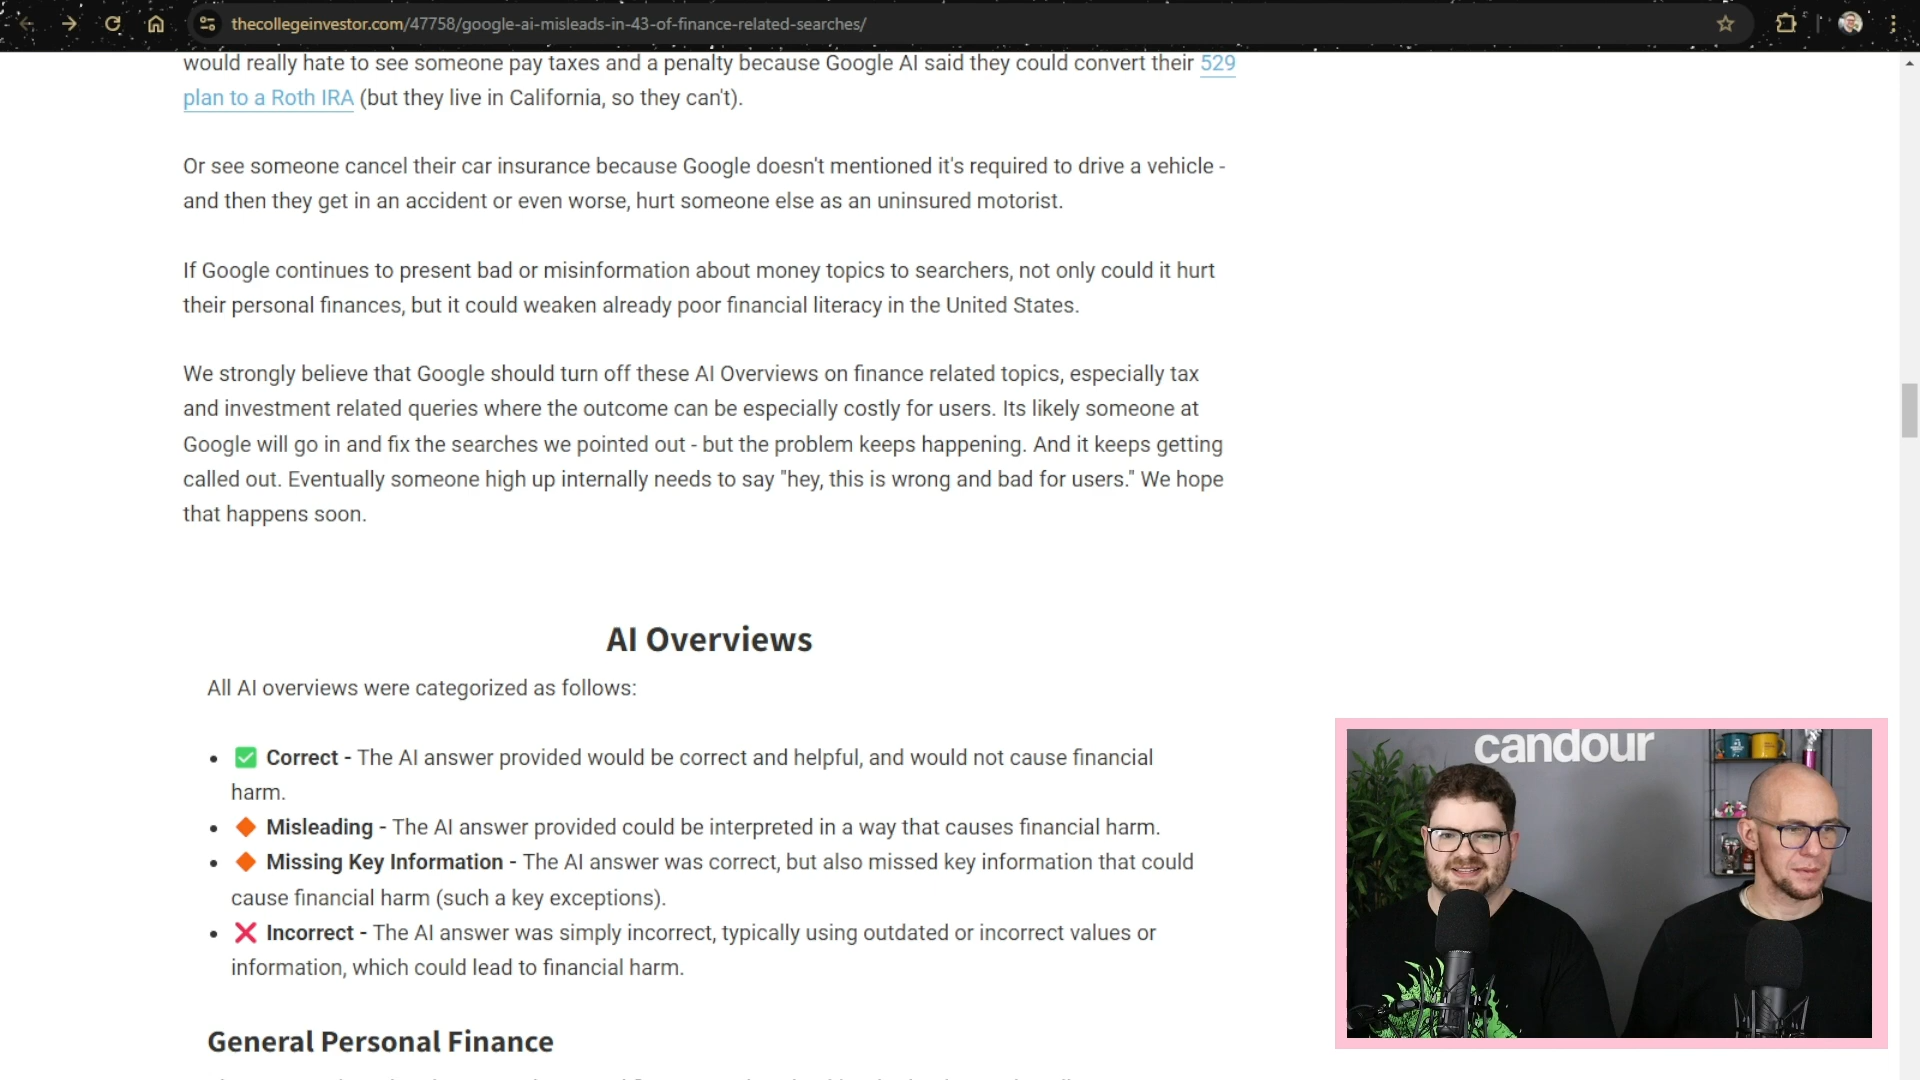 thecollegeinvestor.com/47758/google-ai-misleads-in-43-of-finance-related-searches/
would really hate to see someone pay taxes and a penalty because Google AI said they could convert their 529
plan to a Roth IRA (but they live in California, so they can't).
Or see someone cancel their car insurance because Google doesn't mentioned it's required to drive a vehicle -
and then they get in an accident or even worse, hurt someone else as an uninsured motorist.
If Google continues to present bad or misinformation about money topics to searchers, not only could it hurt
their personal finances, but it could weaken already poor financial literacy in the United States.
We strongly believe that Google should turn off these AI Overviews on finance related topics, especially tax
and investment related queries where the outcome can be especially costly for users. Its likely someone at
Google will go in and fix the searches we pointed out - but the problem keeps happening. And it keeps getting
called out. Eventually someone high up internally needs to say "hey, this is wrong and bad for users." We hope
that happens soon.
AI Overviews
All AI overviews were categorized as follows:
• ✅ Correct - The AI answer provided would be correct and helpful, and would not cause financial
harm.
• 🔶 Misleading - The AI answer provided could be interpreted in a way that causes financial harm.
• 🔶 Missing Key Information - The AI answer was correct, but also missed key information that could
cause financial harm (such a key exceptions).
• ❌ Incorrect - The AI answer was simply incorrect, typically using outdated or incorrect values or
information, which could lead to financial harm.
General Personal Finance
candour